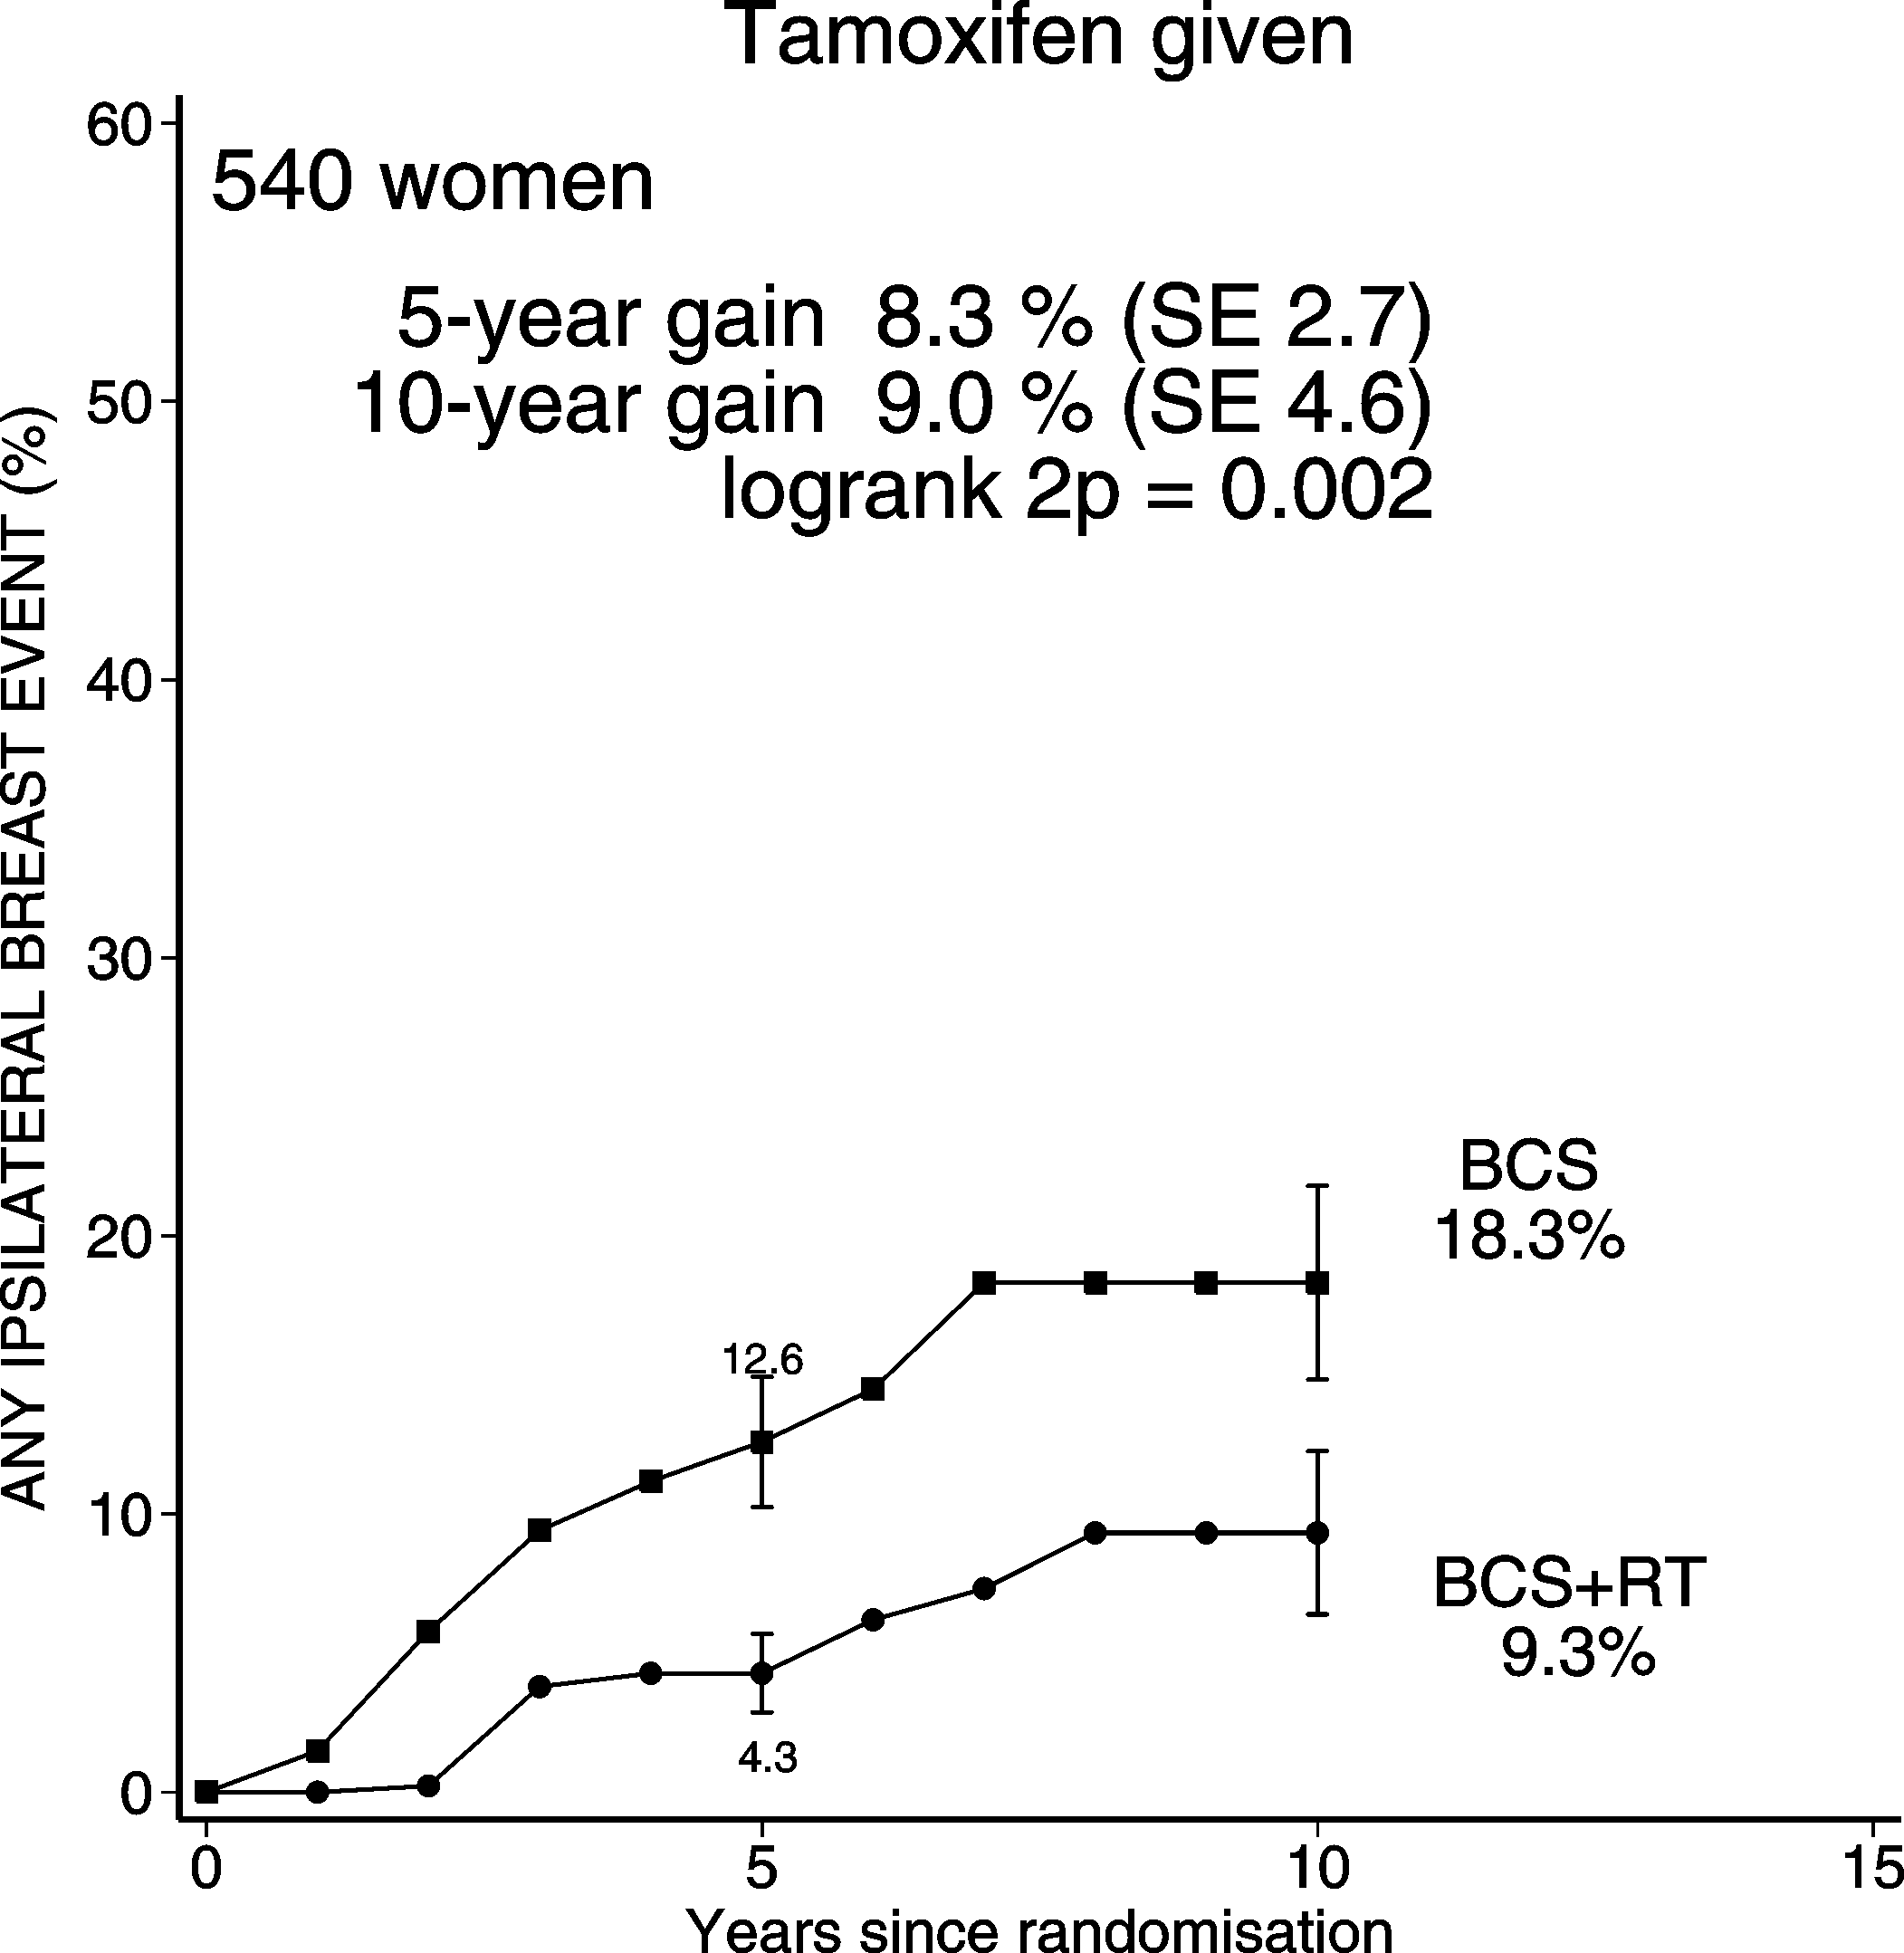 Tamoxifen given
60
540 women
5-year gain 8.3 % (SE 2.7)
50
10-year gain 9.0 % (SE 4.6)
logrank 2p = 0.002
ANY IPSILATERAL BREAST EVENT (%)
40
30
BCS
20
18.3%
12.6
10
BCS+RT
9.3%
4.3
0
0 5 10 15
Years since randomisation